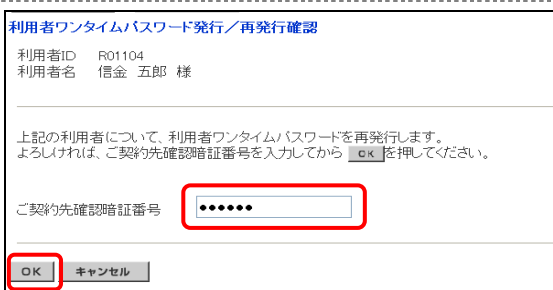 利用者ワンタイムパスワード発行／再発行確認
利用者ID R01104
利用者名 信金 五郎 様
上記の利用者について、利用者ワンタイムパスワードを再発行します。
よろしければ、ご契約先確認暗証番号を入力してから OK を押してください。
ご契約先確認暗証番号 ●●●●●●
OK キャンセル